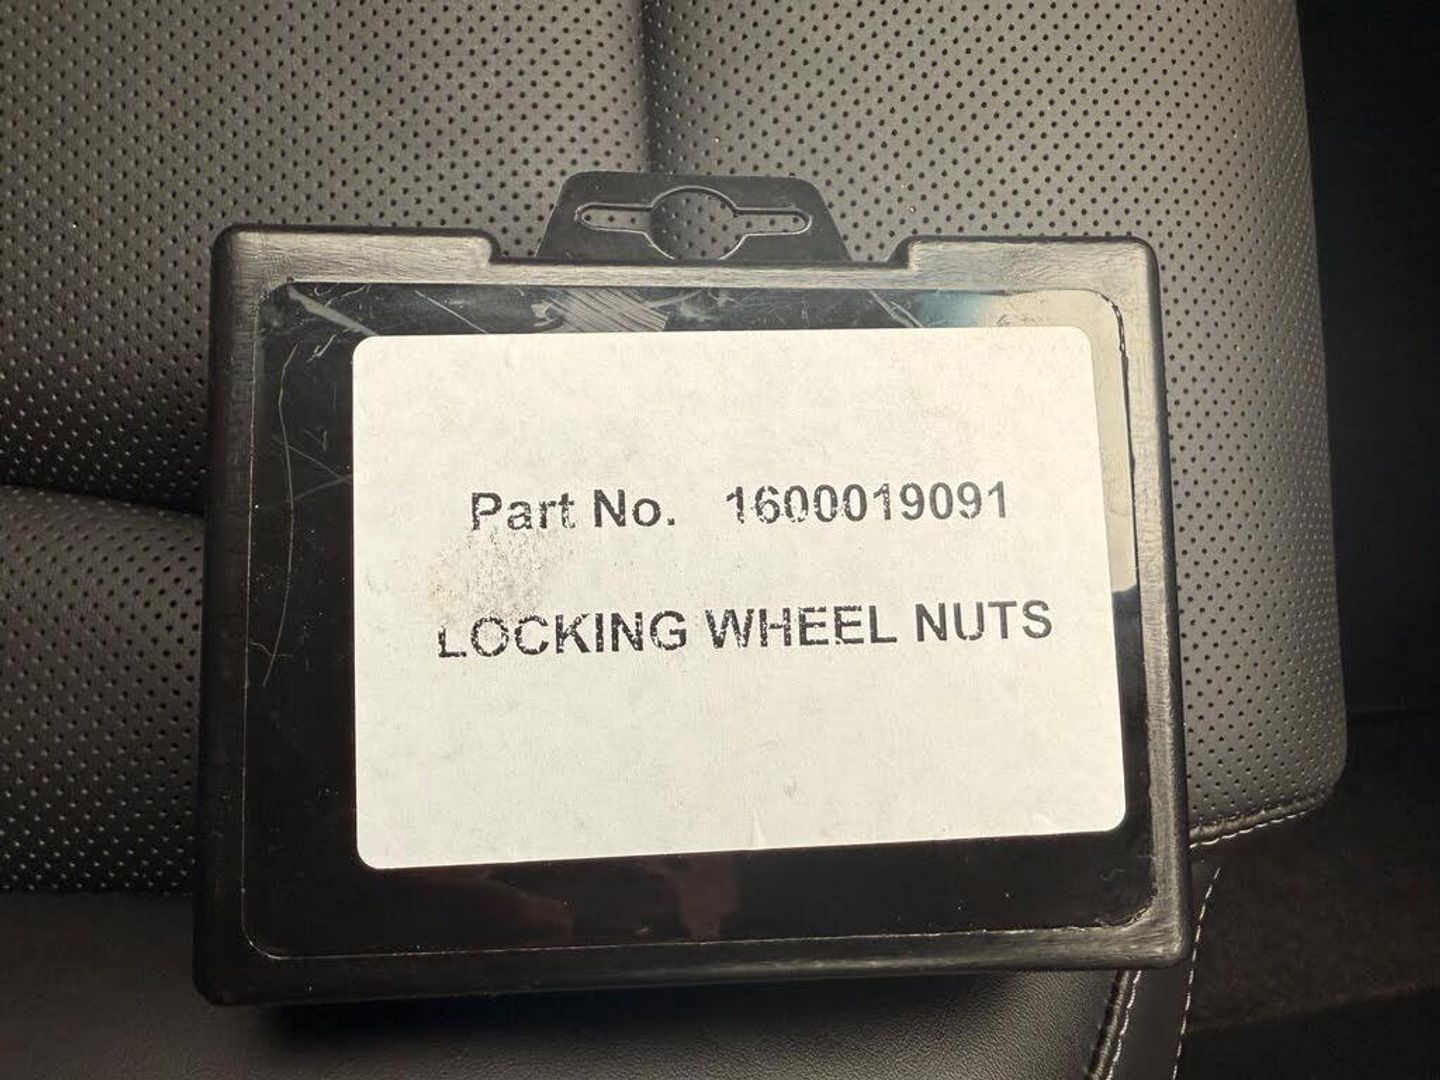 Part No. 1600019091
LOCKING WHEEL NUTS